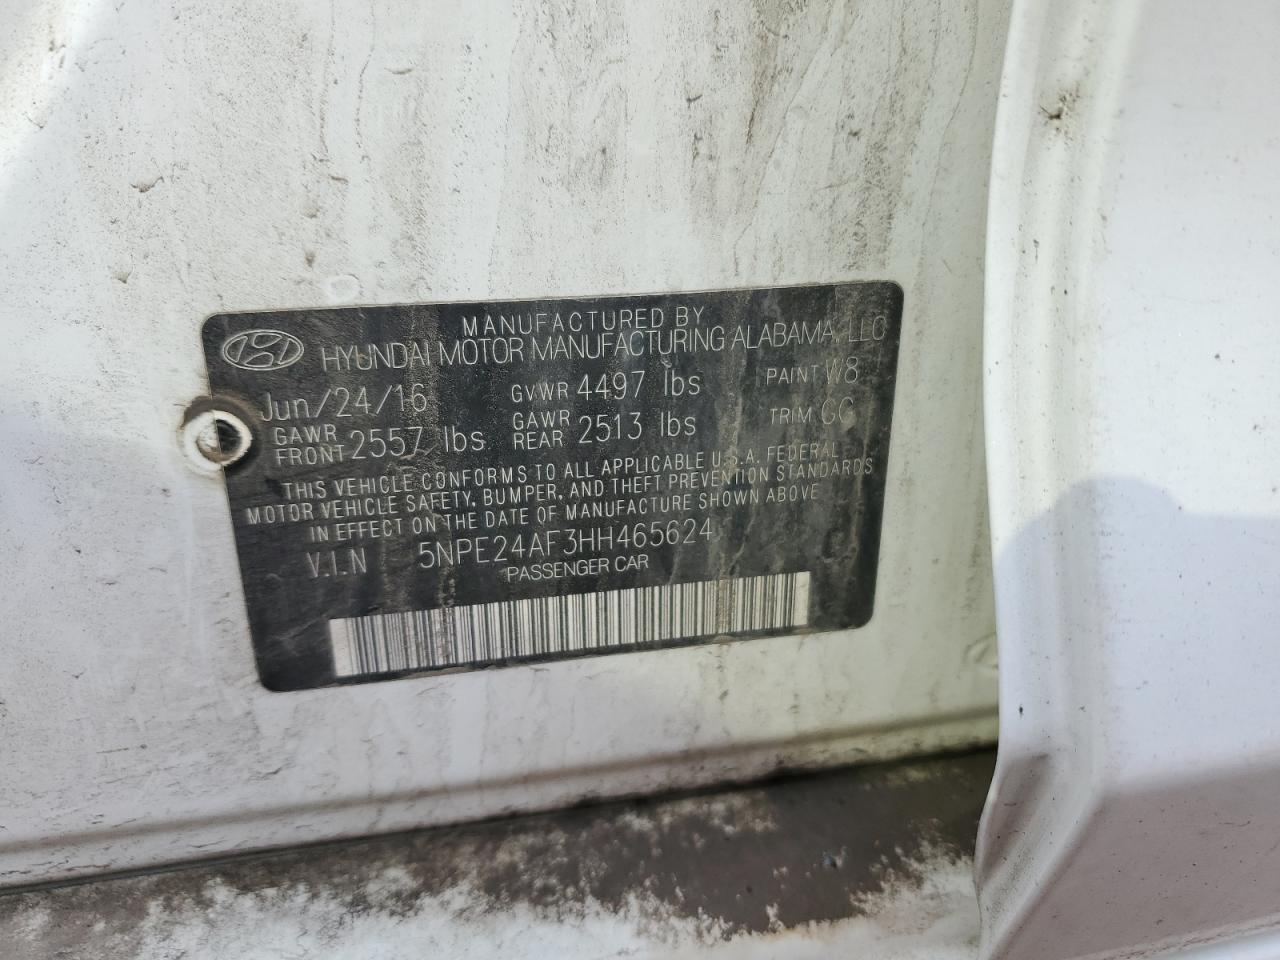 MANUFACTURED BY
HYUNDAI MOTOR MANUFACTURING ALABAMA, LLC
Jun/24/16 GVWR 4497 lbs PAINT W8
GAWR FRONT 2557 lbs GAWR REAR 2513 lbs TRIM GG
THIS VEHICLE CONFORMS TO ALL APPLICABLE U.S.A. FEDERAL
MOTOR VEHICLE SAFETY, BUMPER, AND THEFT PREVENTION STANDARDS
IN EFFECT ON THE DATE OF MANUFACTURE SHOWN ABOVE
V.I.N 5NPE24AF3HH465624
PASSENGER CAR